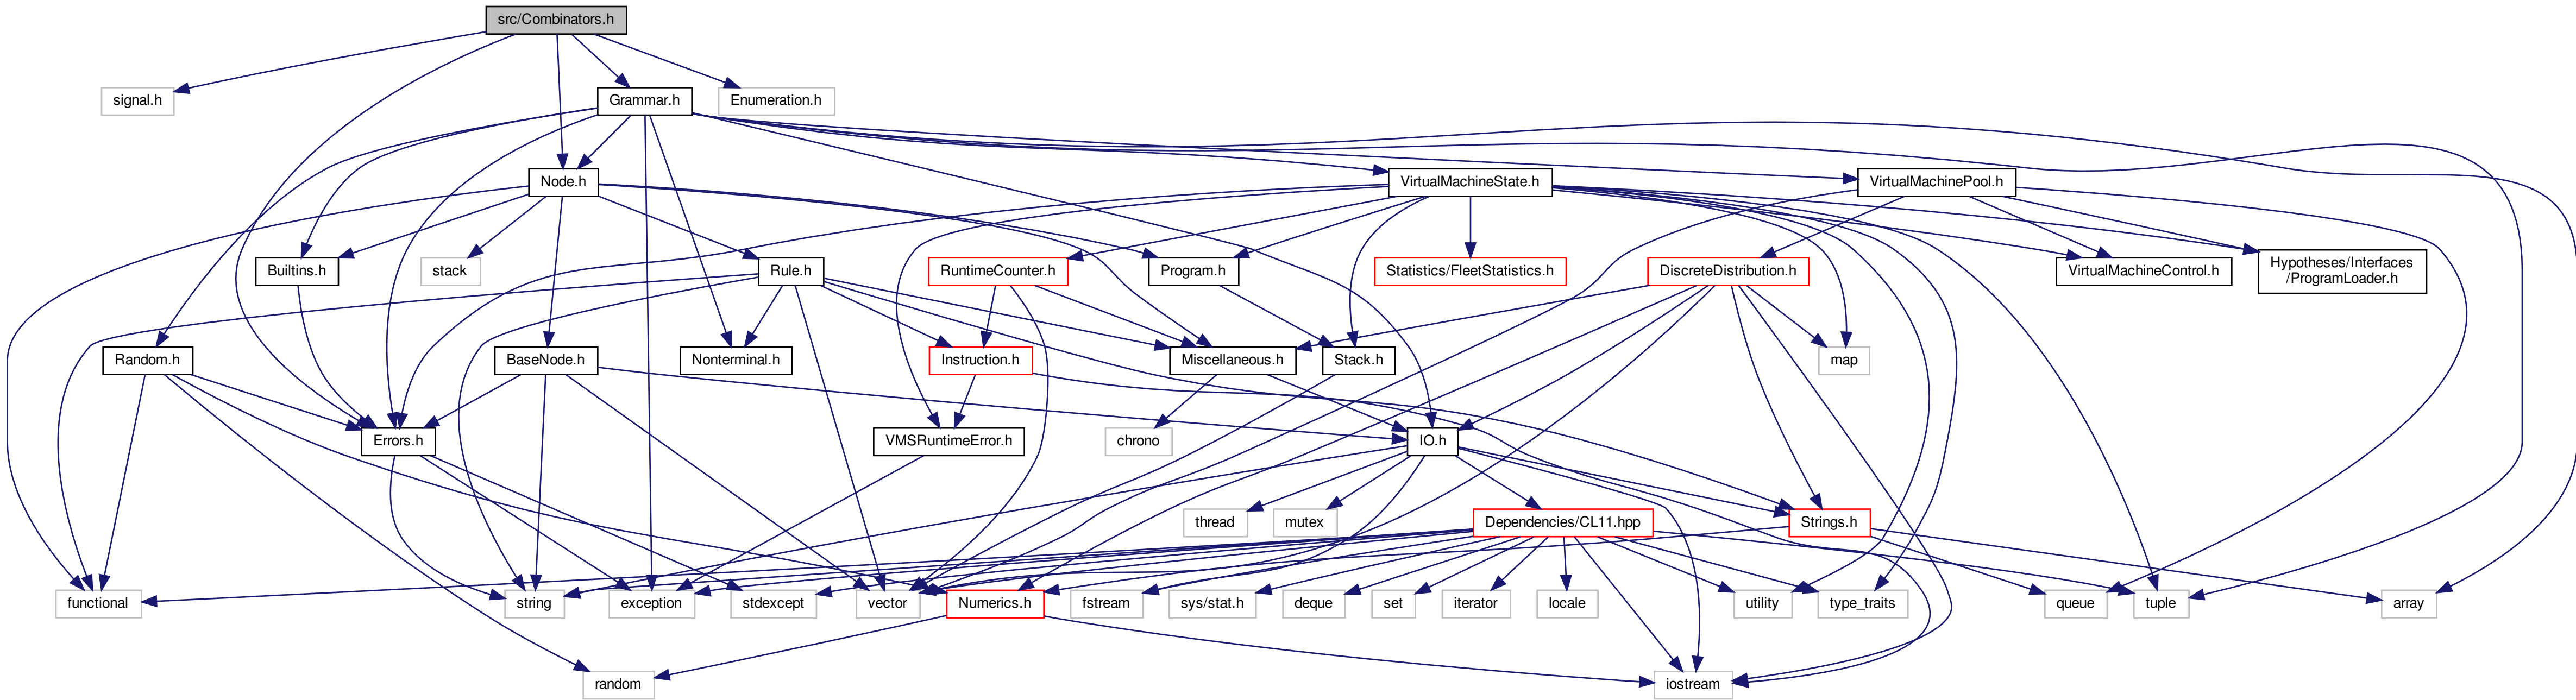 src/Combinators.h
signal.h
Grammar.h
Enumeration.h
Node.h
VirtualMachineState.h
VirtualMachinePool.h
Builtins.h
stack
Rule.h
RuntimeCounter.h
Program.h
Statistics/FleetStatistics.h
DiscreteDistribution.h
VirtualMachineControl.h
Hypotheses/Interfaces
/ProgramLoader.h
Random.h
BaseNode.h
Nonterminal.h
Instruction.h
Miscellaneous.h
Stack.h
map
Errors.h
VMSRuntimeError.h
chrono
IO.h
thread
mutex
Dependencies/CL11.hpp
Strings.h
functional
string
exception
stdexcept
vector
Numerics.h
fstream
sys/stat.h
deque
set
iterator
locale
utility
type_traits
queue
tuple
array
random
iostream